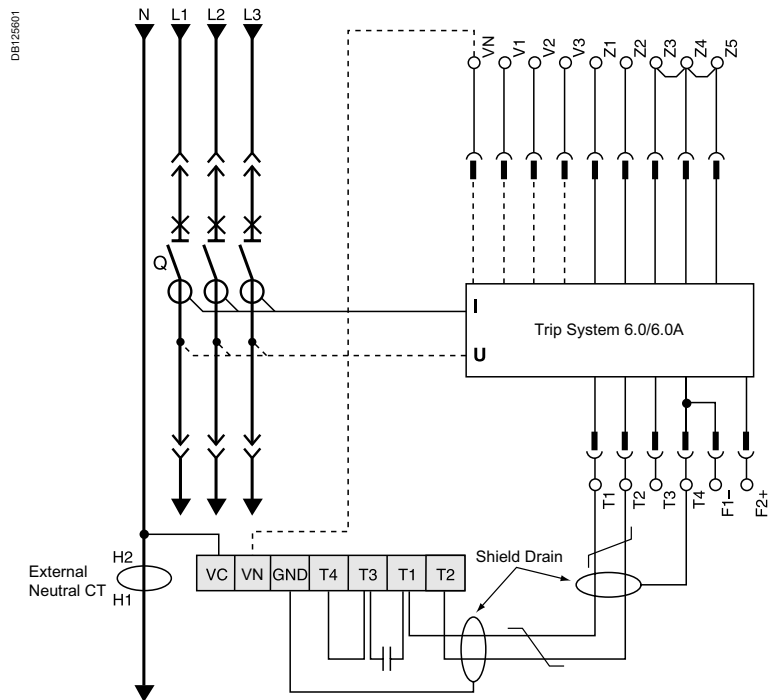 DB125601
N L1 L2 L3
VN V1 V2 V3 Z1 Z2 Z3 Z4 Z5
Q
I
Trip System 6.0/6.0A
U
T1 T2 T3 T4 F1- F2+
Shield Drain
H2
External
Neutral CT
H1
VC VN GND T4 T3 T1 T2